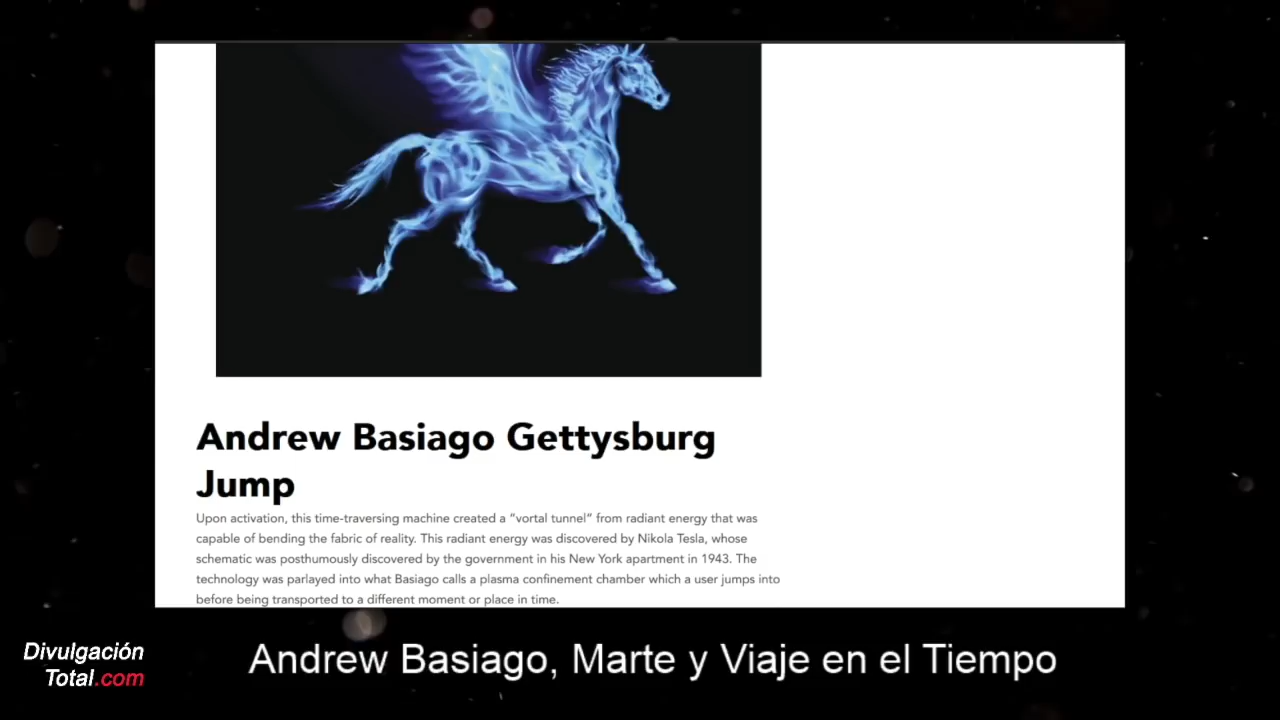 Andrew Basiago Gettysburg
Jump
Upon activation, this time-traversing machine created a “vortal tunnel” from radiant energy that was
capable of bending the fabric of reality. This radiant energy was discovered by Nikola Tesla, whose
schematic was posthumously discovered by the government in his New York apartment in 1943. The
technology was parlayed into what Basiago calls a plasma confinement chamber which a user jumps into
before being transported to a different moment or place in time.
Divulgación
Total.com
Andrew Basiago, Marte y Viaje en el Tiempo